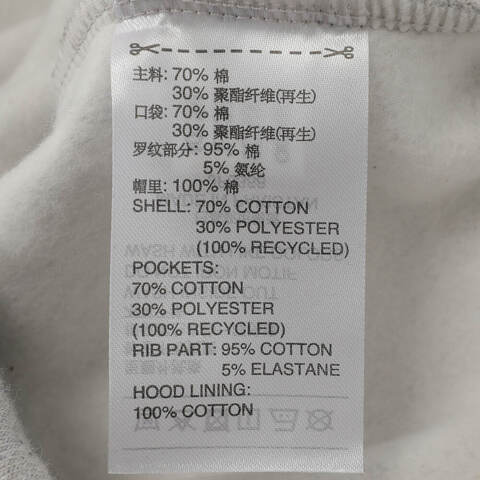 主料: 70% 棉
30% 聚酯纤维(再生)
口袋: 70% 棉
30% 聚酯纤维(再生)
罗纹部分: 95% 棉
5% 氨纶
帽里: 100% 棉
SHELL: 70% COTTON
30% POLYESTER
(100% RECYCLED)
POCKETS:
70% COTTON
30% POLYESTER
(100% RECYCLED)
RIB PART: 95% COTTON
5% ELASTANE
HOOD LINING:
100% COTTON